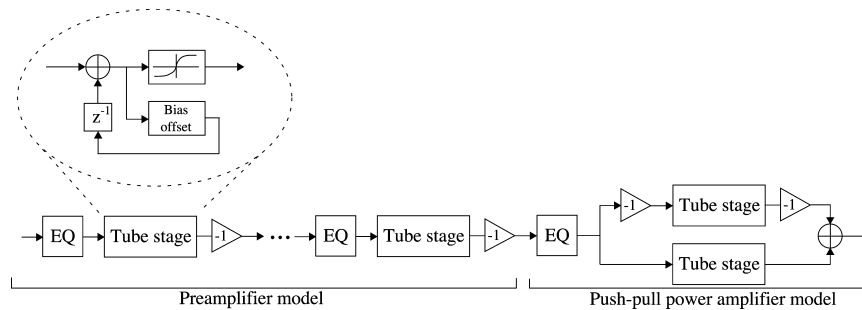 z⁻¹
Bias
offset
EQ
Tube stage
-1
•••
EQ
Tube stage
-1
EQ
-1
Tube stage
-1
Tube stage
Preamplifier model
Push-pull power amplifier model